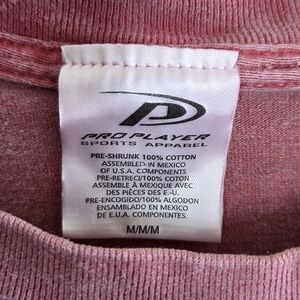 PRO PLAYER
SPORTS APPAREL
PRE-SHRUNK 100% COTTON
ASSEMBLED IN MEXICO
OF U.S.A. COMPONENTS
PRE-RETRECI/100% COTON
ASSEMBLE À MEXIQUE AVEC
DES PIÈCES DES E.-U.
PRE-ENCOGIDO/100% ALGODON
ENSAMBLADO EN MEXICO
DE E.U.A. COMPONENTES.
M/M/M